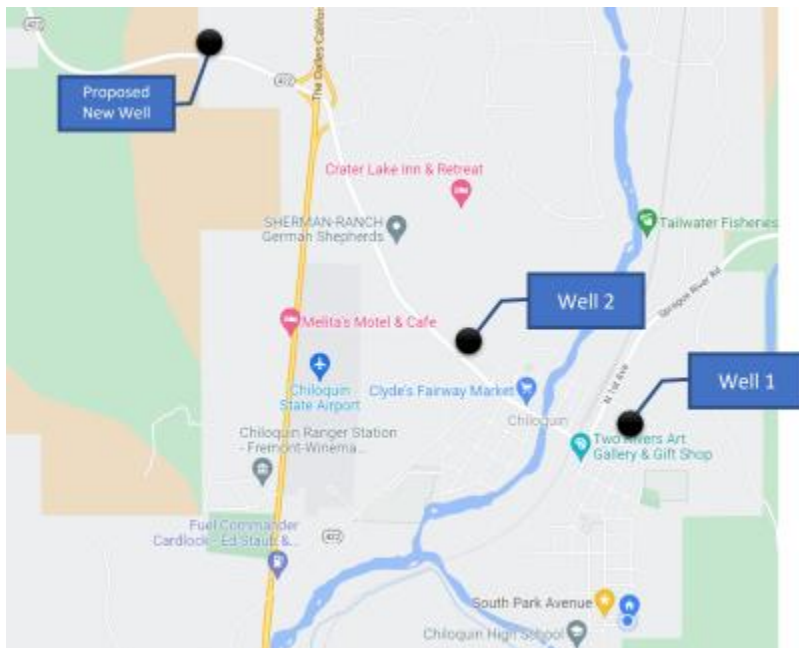 422
The Dalles Californ
Proposed
New Well
422
Crater Lake Inn & Retreat
SHERMAN-RANCH
German Shepherds
Tailwater Fisheries
Sprague River Rd
Well 2
Melita's Motel & Cafe
Chiloquin
State Airport
Clyde's Fairway Market
N 1st Ave
Well 1
Chiloquin
Chiloquin Ranger Station
- Fremont-Winema...
Two Rivers Art
Gallery & Gift Shop
Fuel Commander
Cardlock - Ed Staub &...
422
South Park Avenue
Chiloquin High School